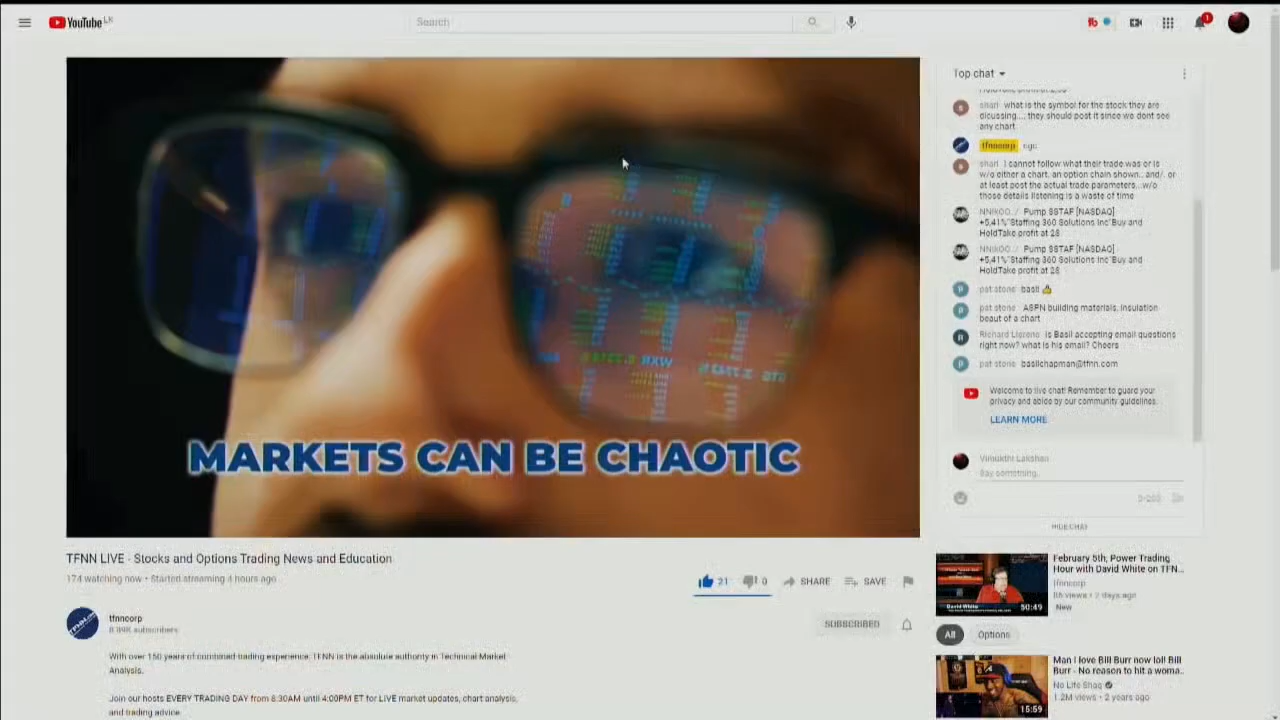 YouTube LK
Search
1
MARKETS CAN BE CHAOTIC
TFNN LIVE - Stocks and Options Trading News and Education
174 watching now • Started streaming 4 hours ago
21
0
SHARE
SAVE
tfnncorp
subscribers
SUBSCRIBED
With over 150 years of combined trading experience, TFNN is the absolute authority in Technical Market
Analysis.
Join our hosts EVERY TRADING DAY from 8:30AM until 4:00PM ET for LIVE market updates, chart analysis,
and trading advice.
Top chat
shari what is the symbol for the stock they are
dicussing.... they should post it since we dont see
any chart
tfnncorp cgc
shari I cannot follow what their trade was or is
w/o either a chart, an option chain shown.. and/. or
at least post the actual trade parameters...w/o
those details listening is a waste of time
NNIKOO / Pump $STAF [NASDAQ]
+5,41% "Staffing 360 Solutions Inc" Buy and
HoldTake profit at 28
NNIKOO / Pump $STAF [NASDAQ]
+5,41% "Staffing 360 Solutions Inc" Buy and
HoldTake profit at 28
pat stone basil 👍
pat stone ASPN building materials, insulation
beaut of a chart
Richard is Basil accepting email questions
right now? what is his email? Cheers
pat stone basilchapman@tfnn.com
Welcome to live chat! Remember to guard your
privacy and abide by our community guidelines.
LEARN MORE
Vimukthi Lakshan
Say something...
0/200
HIDE CHAT
February 5th, Power Trading
Hour with David White on TFN...
tfnncorp
86 views • 2 days ago
New
David White
50:49
All
Options
Man I love Bill Burr now lol! Bill
Burr - No reason to hit a woma...
No Life Shaq
1.2M views • 2 years ago
15:59